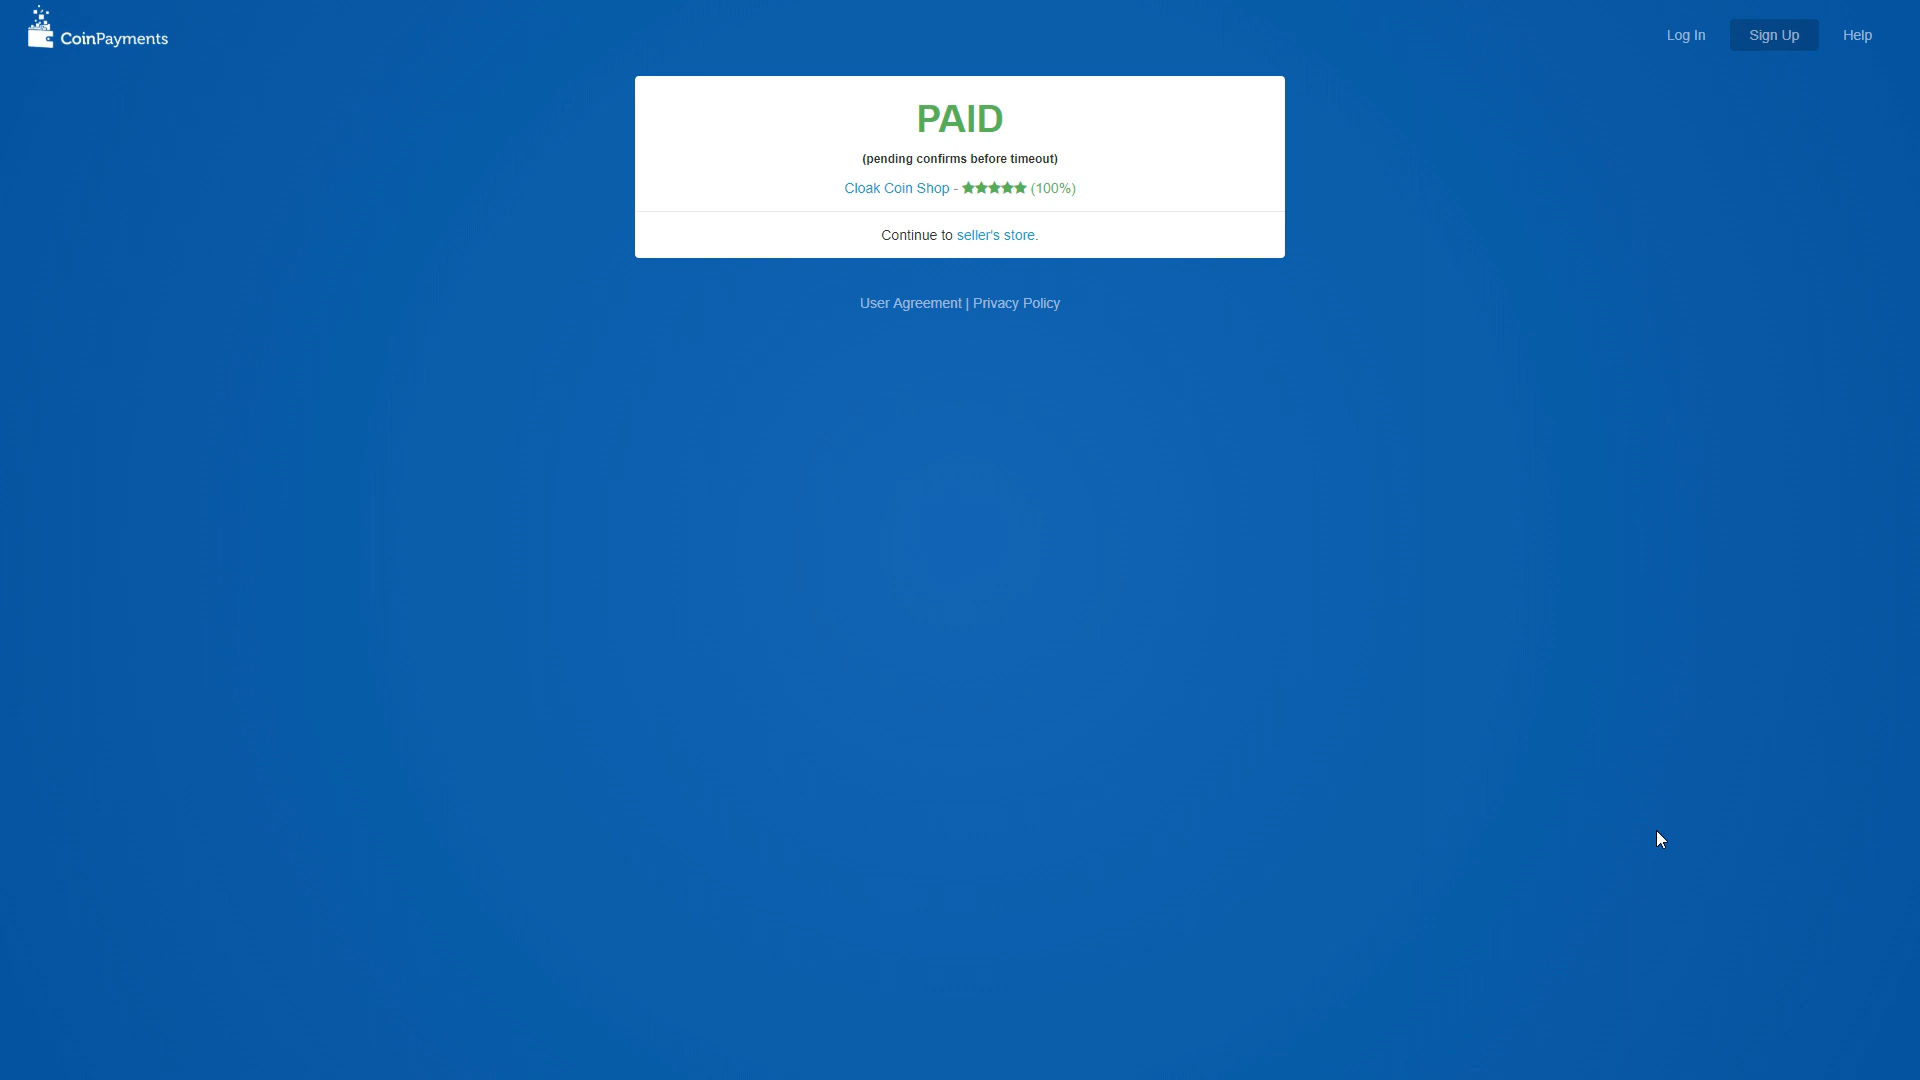 CoinPayments
Log In
Sign Up
Help
PAID
(pending confirms before timeout)
Cloak Coin Shop - ★★★★★ (100%)
Continue to seller's store.
User Agreement | Privacy Policy